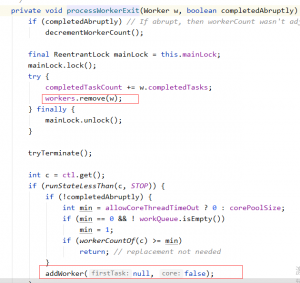 private void processWorkerExit(Worker w, boolean completedAbruptly)
if (completedAbruptly) // If abrupt, then workerCount wasn't adj
decrementWorkerCount();
final ReentrantLock mainLock = this.mainLock;
mainLock.lock();
try {
completedTaskCount += w.completedTasks;
workers.remove(w);
} finally {
mainLock.unlock();
}
tryTerminate();
int c = ctl.get();
if (runStateLessThan(c, STOP)) {
if (!completedAbruptly) {
int min = allowCoreThreadTimeOut ? 0 : corePoolSize;
if (min == 0 && ! workQueue.isEmpty())
min = 1;
if (workerCountOf(c) >= min)
return; // replacement not needed
}
addWorker( firstTask: null, core: false);
}